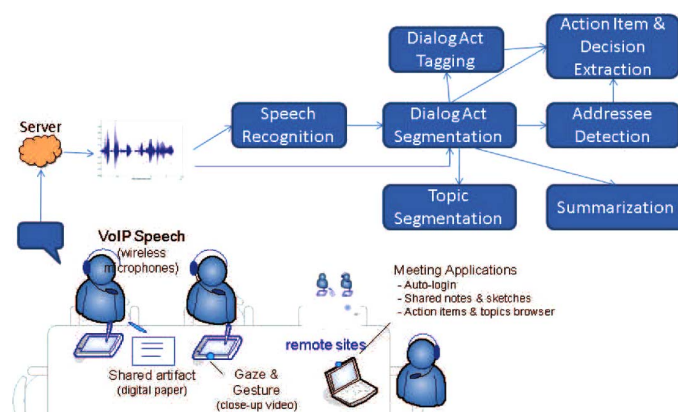 Dialog Act
Tagging
Action Item &
Decision
Extraction
Server
Speech
Recognition
Dialog Act
Segmentation
Addressee
Detection
Topic
Segmentation
Summarization
VoIP Speech
(wireless
microphones)
Meeting Applications
- Auto-login
- Shared notes & sketches
- Action items & topics browser
remote sites
Shared artifact
(digital paper)
Gaze &
Gesture
(close-up video)